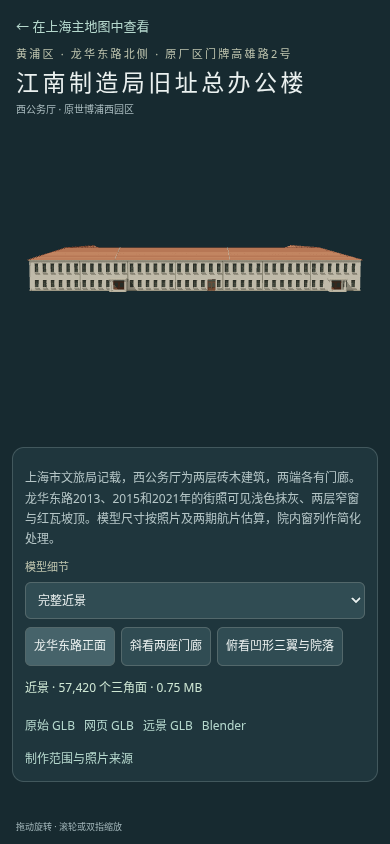 ← 在上海主地图中查看
黄浦区 · 龙华东路北侧 · 原厂区门牌高雄路2号
江南制造局旧址总办公楼
西公务厅 · 原世博浦西园区
上海市文旅局记载，西公务厅为两层砖木建筑，两端各有门廊。
龙华东路2013、2015和2021年的街照可见浅色抹灰、两层窄窗
与红瓦坡顶。模型尺寸按照片及两期航片估算，院内窗列作简化
处理。
模型细节
完整近景
龙华东路正面 斜看两座门廊 俯看凹形三翼与院落
近景 · 57,420 个三角面 · 0.75 MB
原始 GLB 网页 GLB 远景 GLB Blender
制作范围与照片来源
拖动旋转 · 滚轮或双指缩放